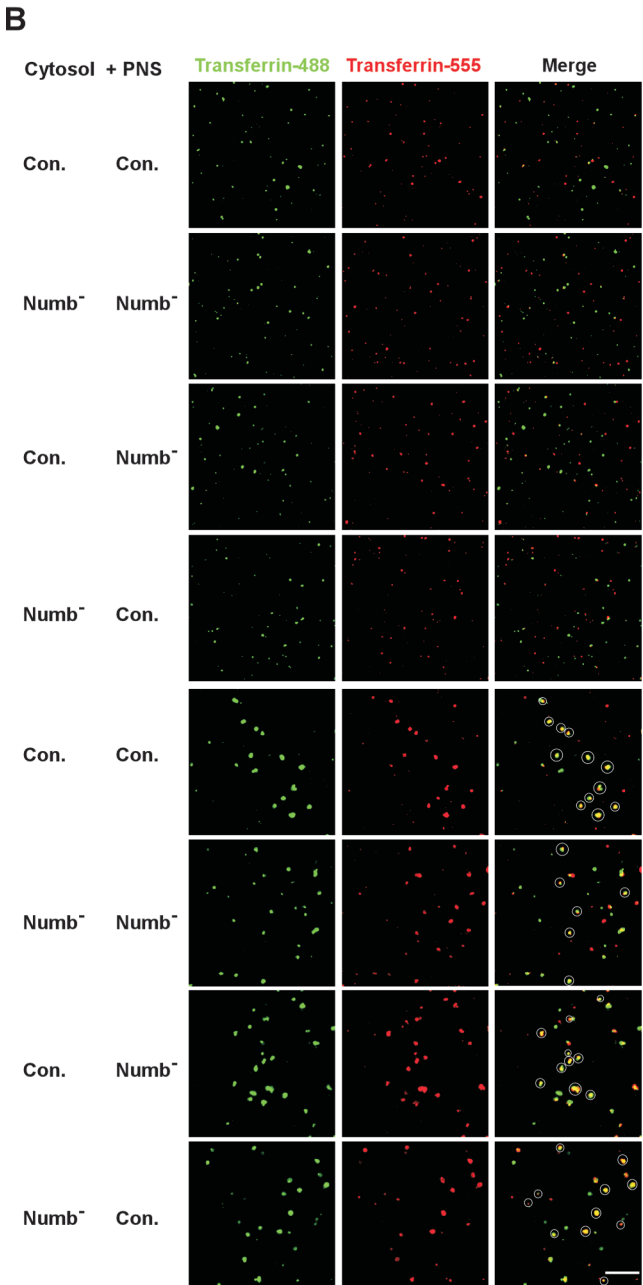 B
Cytosol + PNS Transferrin-488 Transferrin-555 Merge
Con. Con.
Numb⁻ Numb⁻
Con. Numb⁻
Numb⁻ Con.
Con. Con.
Numb⁻ Numb⁻
Con. Numb⁻
Numb⁻ Con.